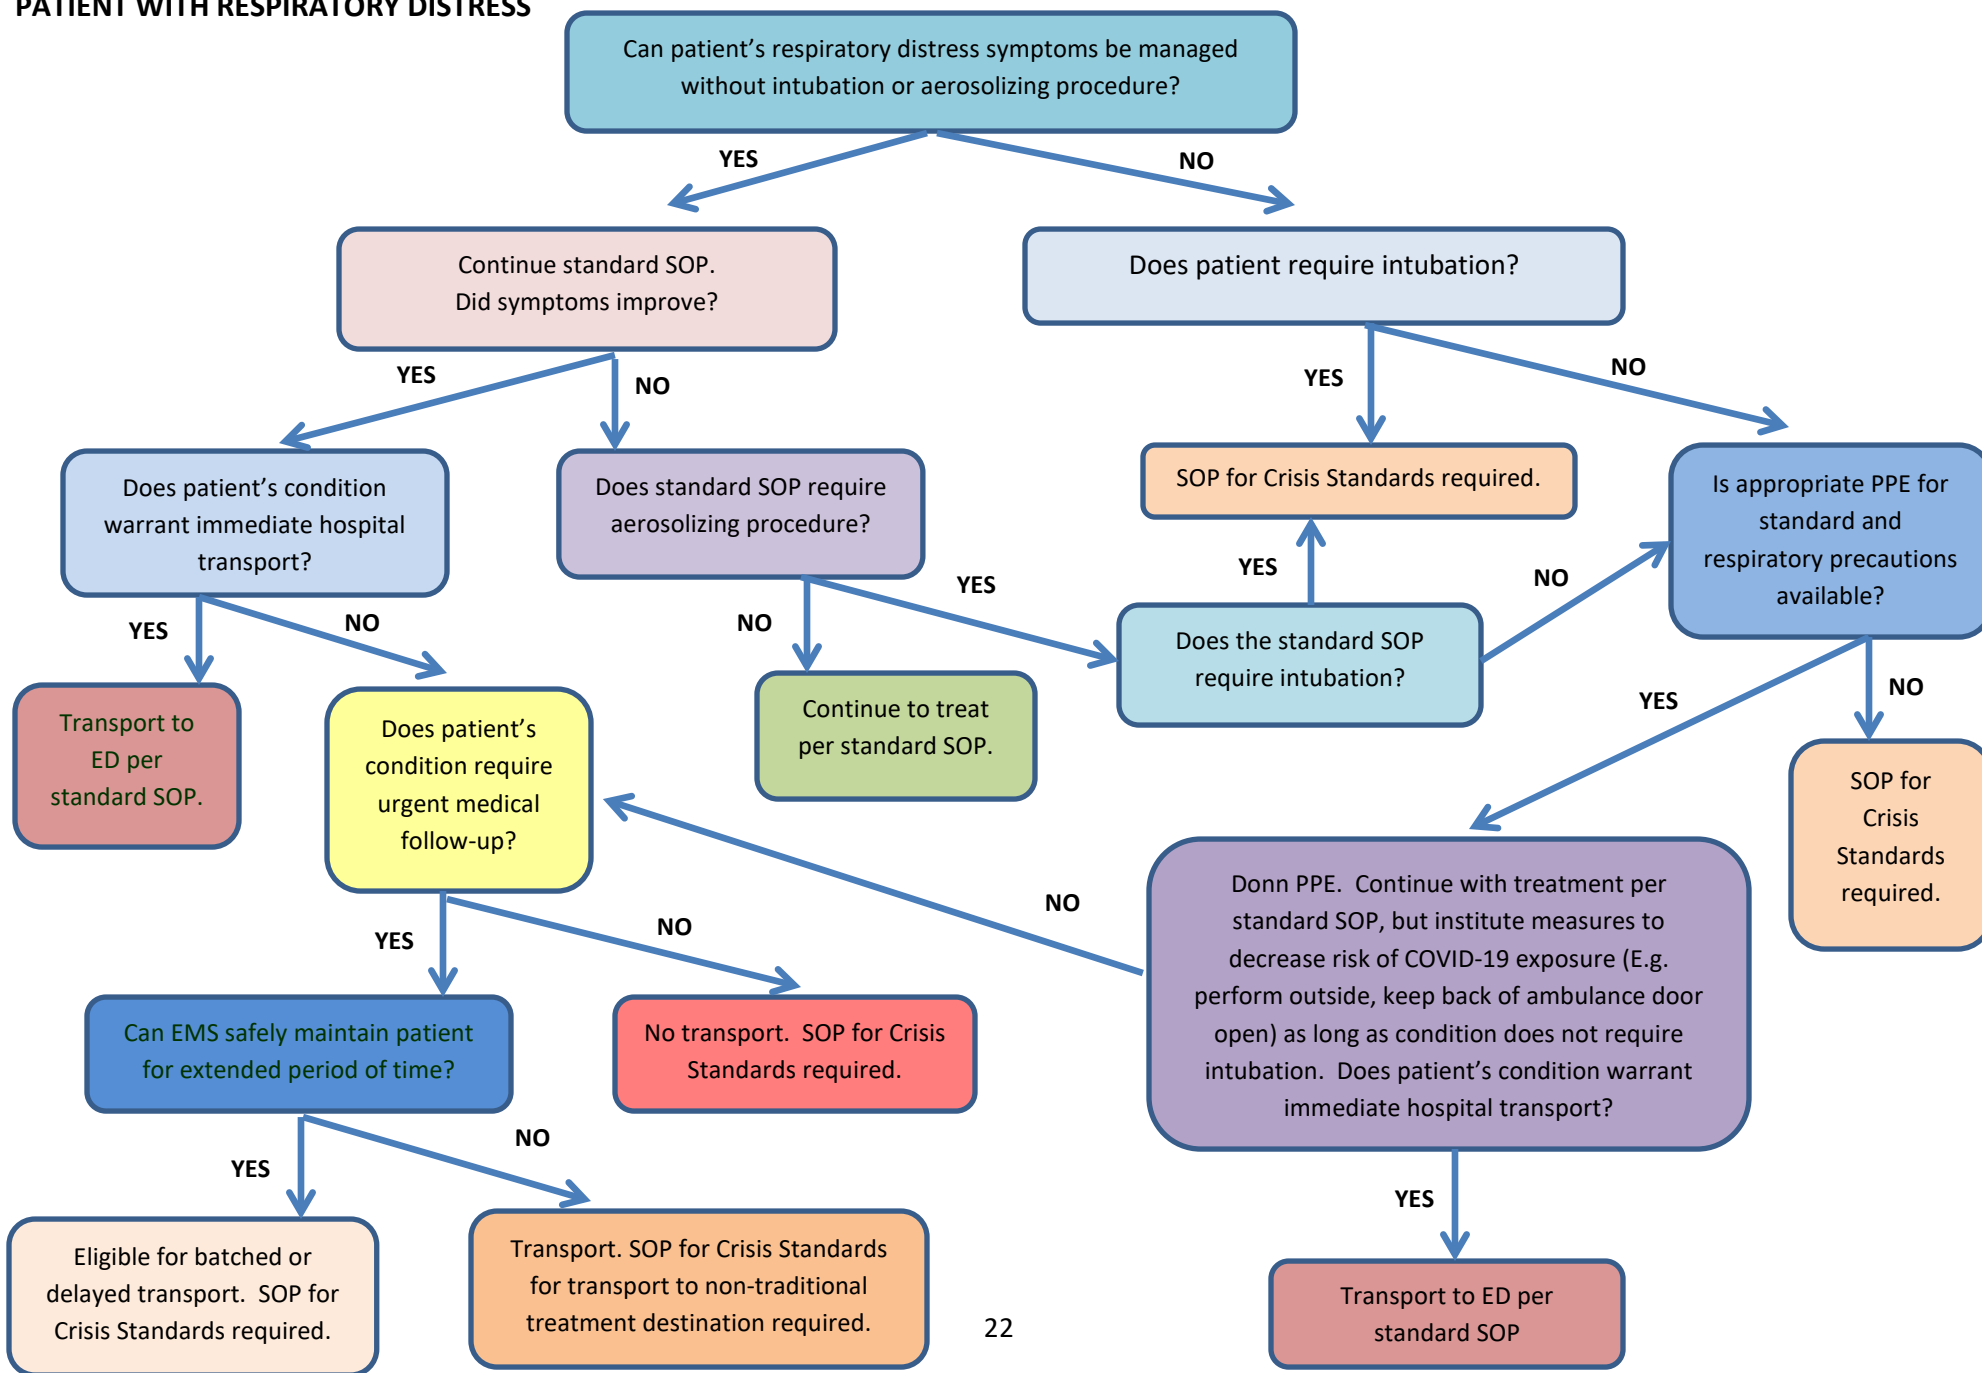 PATIENT WITH RESPIRATORY DISTRESS
Can patient’s respiratory distress symptoms be managed
without intubation or aerosolizing procedure?
YES
NO
Continue standard SOP.
Did symptoms improve?
Does patient require intubation?
YES
NO
YES
NO
Does patient’s condition
warrant immediate hospital
transport?
Does standard SOP require
aerosolizing procedure?
SOP for Crisis Standards required.
Is appropriate PPE for
standard and
respiratory precautions
available?
YES
NO
NO
YES
YES
NO
Does the standard SOP
require intubation?
YES
NO
Transport to
ED per
standard SOP.
Does patient’s
condition require
urgent medical
follow-up?
Continue to treat
per standard SOP.
SOP for
Crisis
Standards
required.
Donn PPE.  Continue with treatment per
standard SOP, but institute measures to
decrease risk of COVID-19 exposure (E.g.
perform outside, keep back of ambulance door
open) as long as condition does not require
intubation.  Does patient’s condition warrant
immediate hospital transport?
NO
YES
NO
Can EMS safely maintain patient
for extended period of time?
No transport.  SOP for Crisis
Standards required.
YES
NO
YES
Eligible for batched or
delayed transport.  SOP for
Crisis Standards required.
Transport. SOP for Crisis Standards
for transport to non-traditional
treatment destination required.
Transport to ED per
standard SOP
22